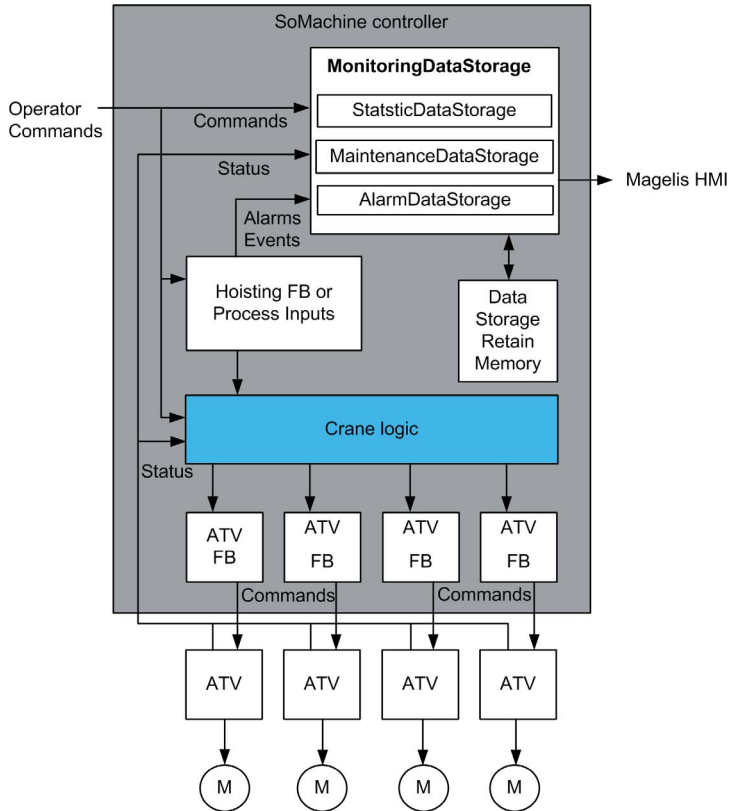 SoMachine controller
MonitoringDataStorage
Operator
Commands
Commands
StatsticDataStorage
Status
MaintenanceDataStorage
Magelis HMI
AlarmDataStorage
Alarms
Events
Hoisting FB or
Process Inputs
Data
Storage
Retain
Memory
Crane logic
Status
ATV
FB
ATV
FB
ATV
FB
ATV
FB
Commands
Commands
ATV
ATV
ATV
ATV
M
M
M
M